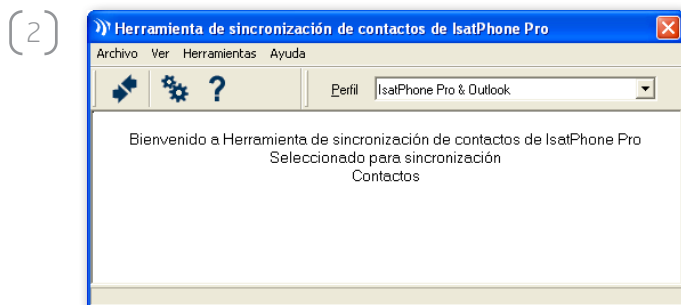 (2)
Herramienta de sincronización de contactos de IsatPhone Pro
Archivo Ver Herramientas Ayuda
? Perfil IsatPhone Pro & Outlook
Bienvenido a Herramienta de sincronización de contactos de IsatPhone Pro
Seleccionado para sincronización
Contactos